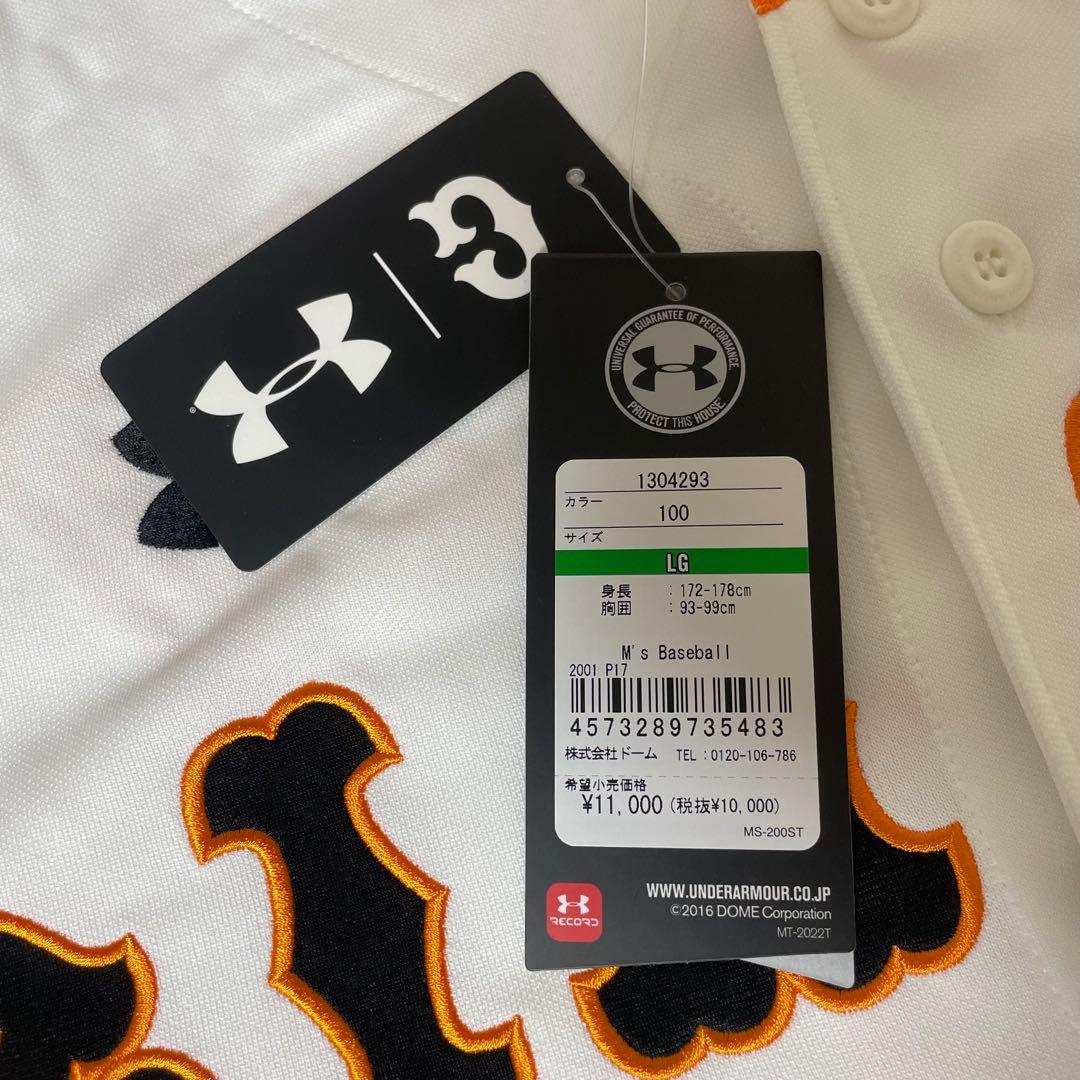 UNIVERSAL GUARANTEE OF PERFORMANCE.
PROTECT THIS HOUSE
1304293
カラー
100
サイズ
LG
身長 : 172-178cm
胸囲 : 93-99cm
M's Baseball
2001 P17
4573289735483
株式会社ドーム TEL:0120-106-786
希望小売価格
¥11,000 (税抜¥10,000)
MS-200ST
RECORD
WWW.UNDERARMOUR.CO.JP
©2016 DOME Corporation
MT-2022T